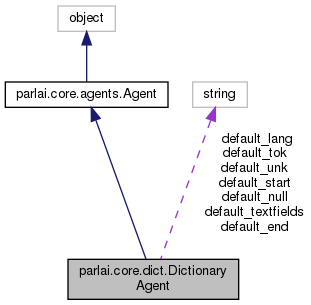 object
parlai.core.agents.Agent
string
default_lang
default_tok
default_unk
default_start
default_null
default_textfields
default_end
parlai.core.dict.Dictionary
Agent